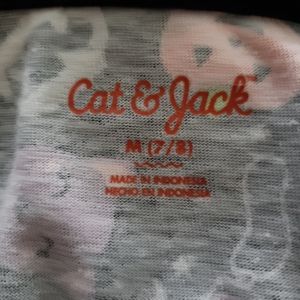 Cat & Jack
M (7/8)
MADE IN INDONESIA
HECHO EN INDONESIA